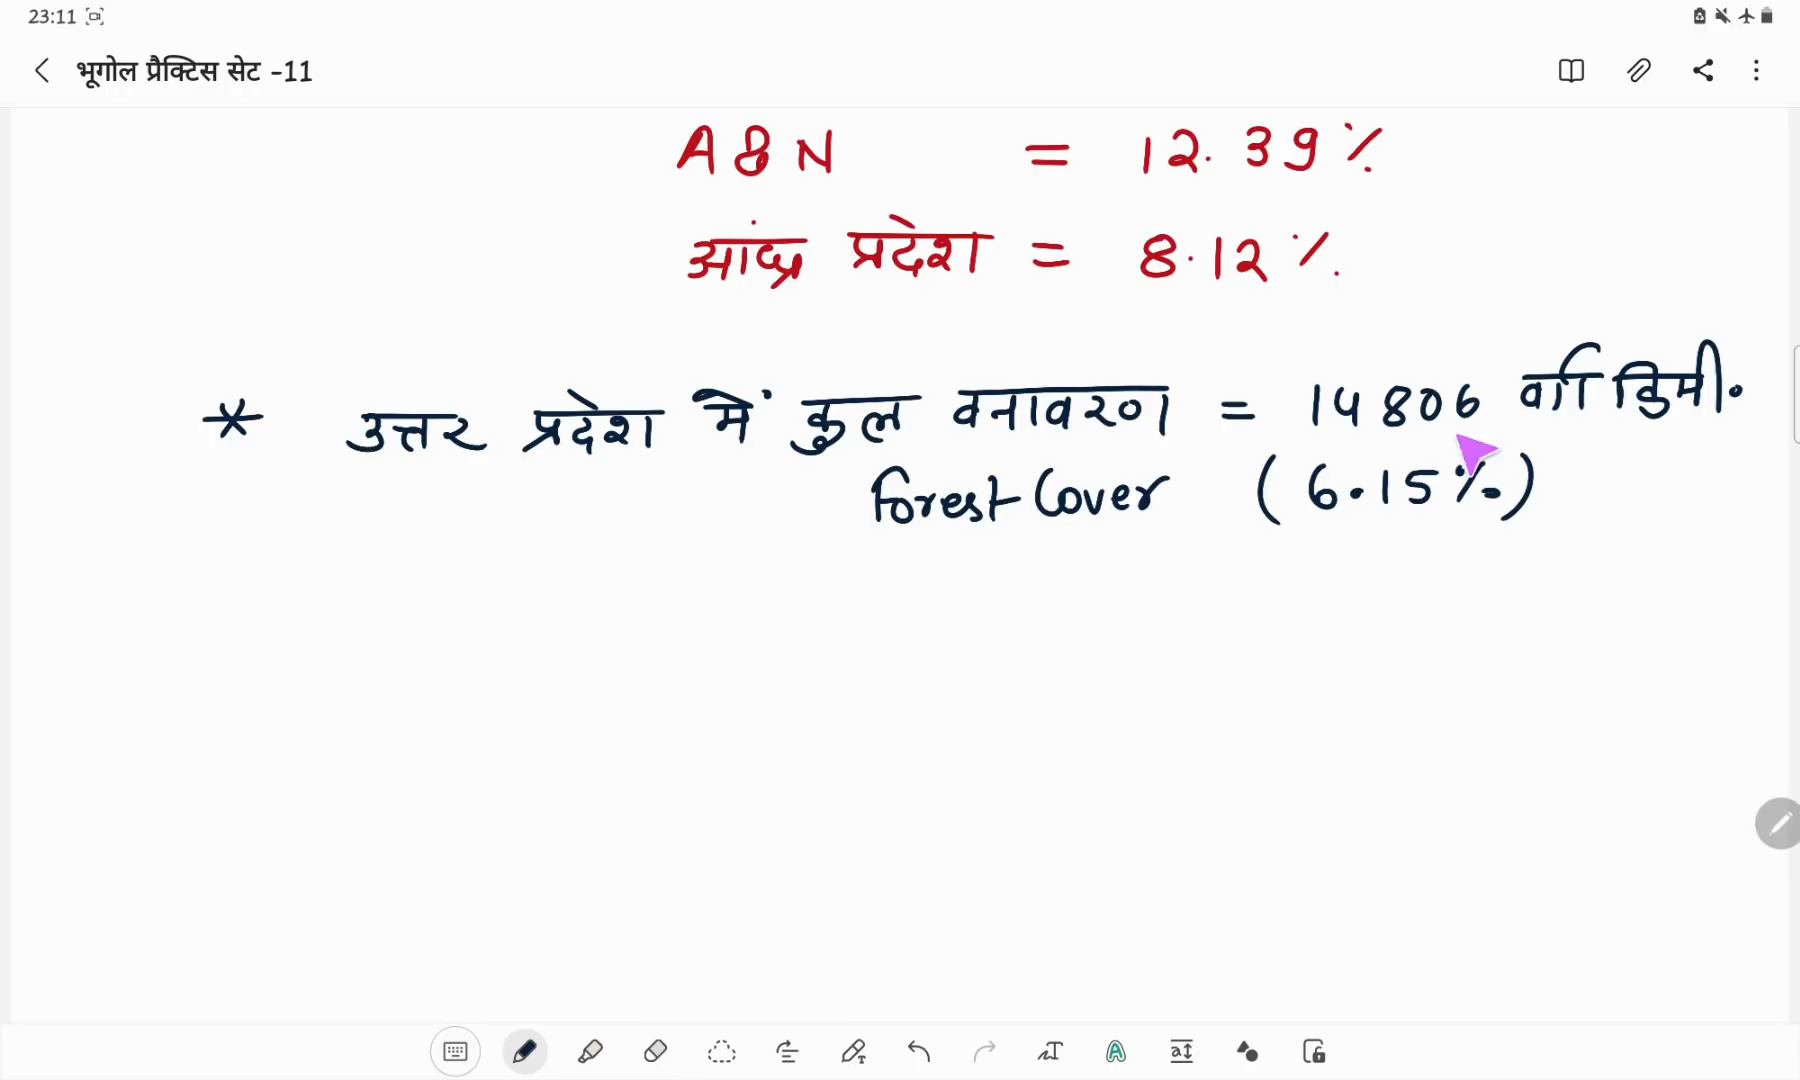 23:11
भूगोल प्रैक्टिस सेट -11
A & N = 12.39%
आंध्र प्रदेश = 8.12%
* उत्तर प्रदेश में कुल वनावरण = 14806 वर्ग किमी.
Forest Cover (6.15%)